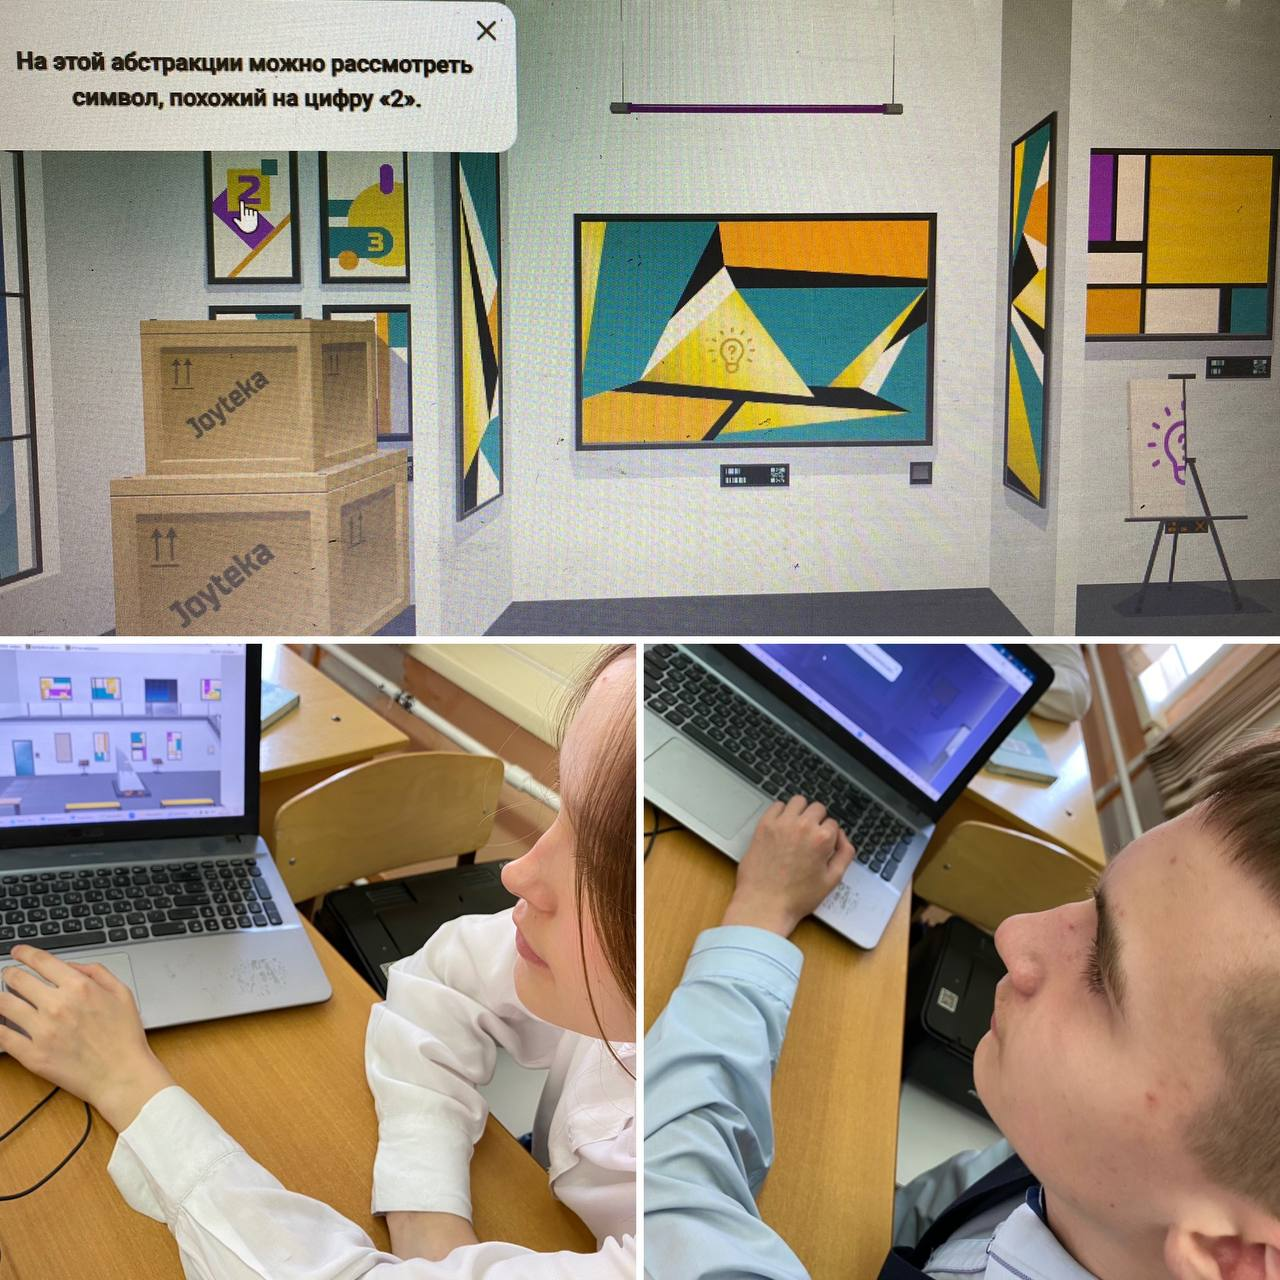 На этой абстракции можно рассмотреть
символ, похожий на цифру «2».
2
3
?
Joyteka
Joyteka